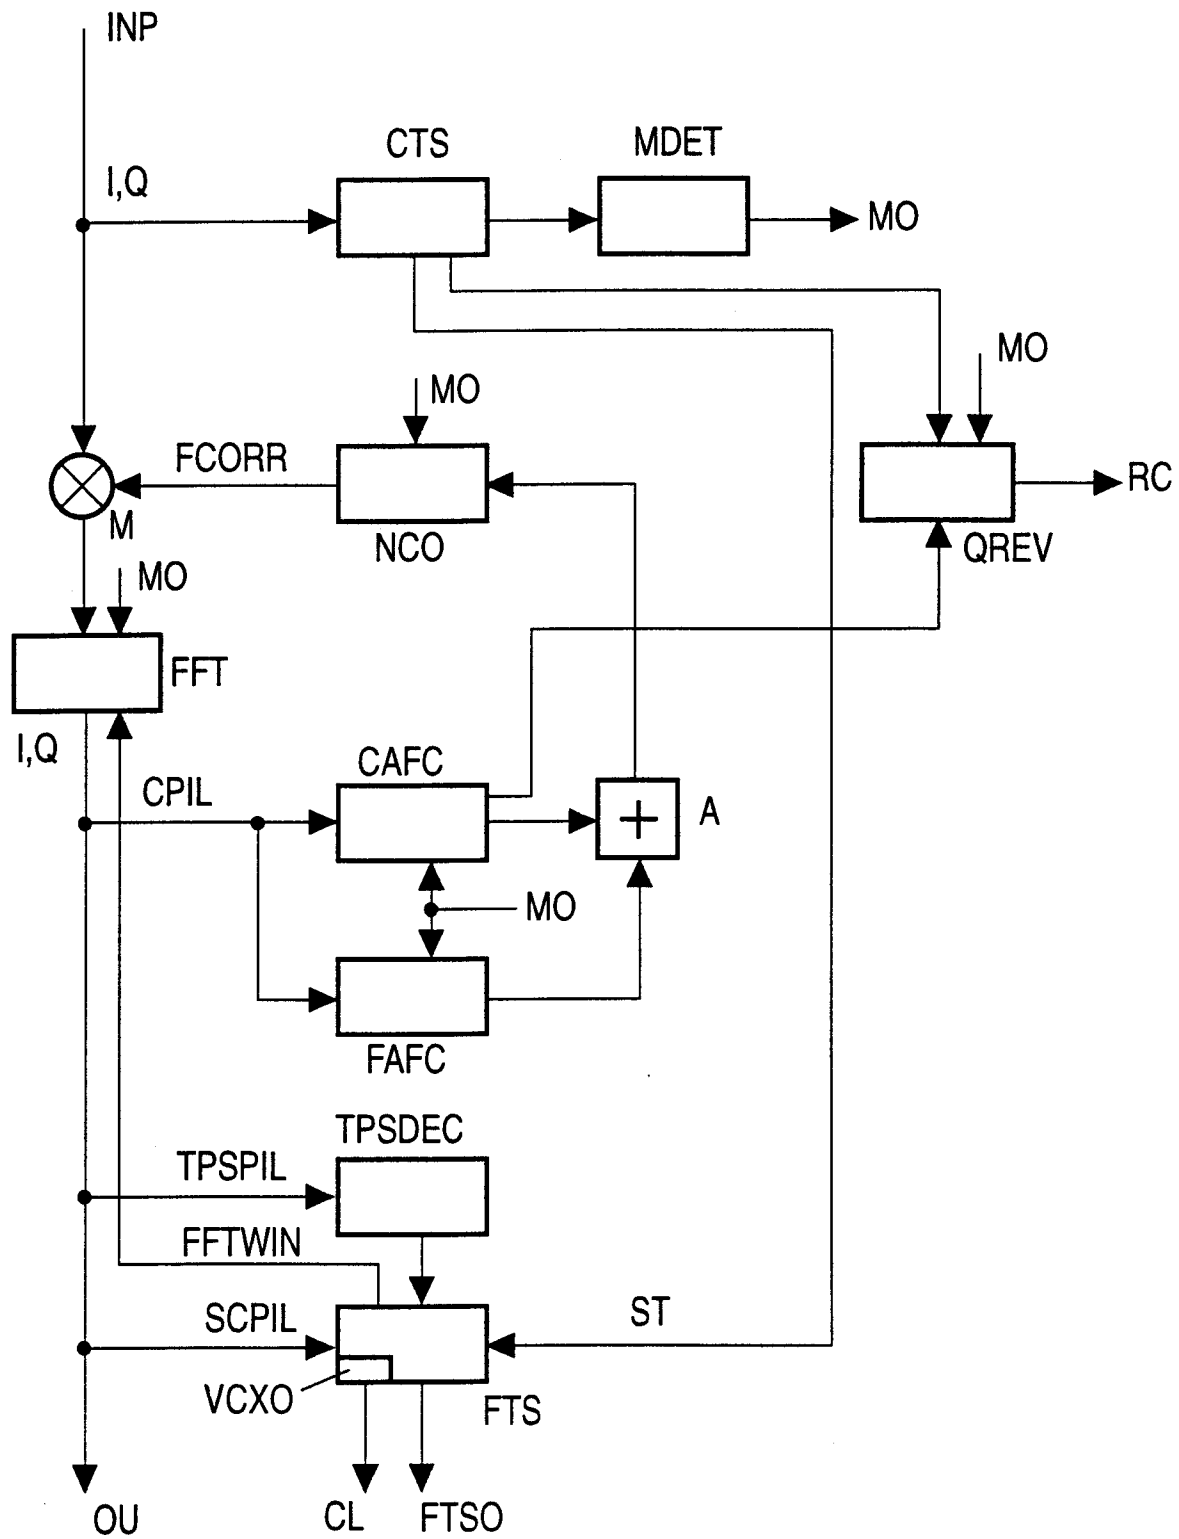 INP
CTS
MDET
I,Q
MO
MO
MO
FCORR
RC
M
NCO
QREV
MO
FFT
I,Q
CAFC
CPIL
+
A
MO
FAFC
TPSDEC
TPSPIL
FFTWIN
SCPIL
ST
VCXO
FTS
OU
CL
FTSO